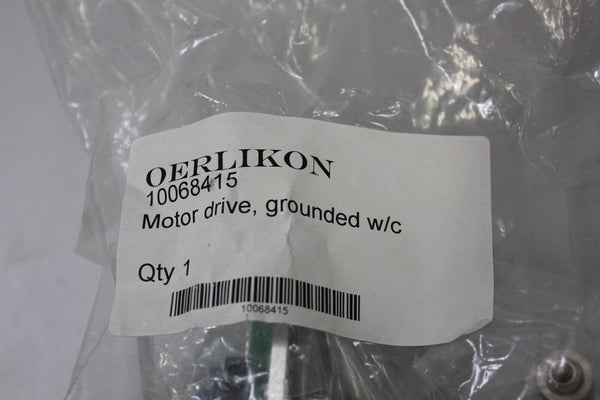 OERLIKON
10068415
Motor drive, grounded w/c
Qty 1
10068415